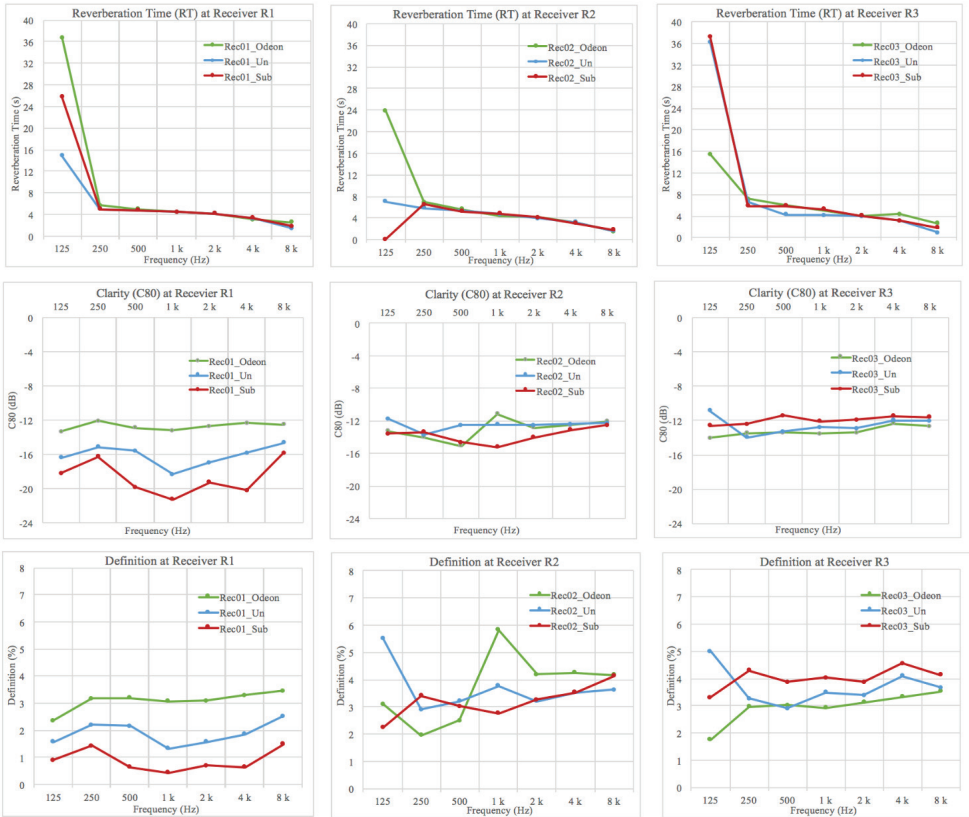 Reverberation Time (RT) at Receiver R1
40
36
32
28
24
20
16
12
8
4
0
Reverberation Time (s)
Rec01_Odeon
Rec01_Un
Rec01_Sub
125 250 500 1 k 2 k 4 k 8 k
Frequency (Hz)
Reverberation Time (RT) at Receiver R2
40
36
32
28
24
20
16
12
8
4
0
Reverberation Time (s)
Rec02_Odeon
Rec02_Un
Rec02_Sub
125 250 500 1 k 2 k 4 k 8 k
Frequency (Hz)
Reverberation Time (RT) at Receiver R3
40
36
32
28
24
20
16
12
8
4
0
Reverberation Time (s)
Rec03_Odeon
Rec03_Un
Rec03_Sub
125 250 500 1 k 2 k 4 k 8 k
Frequency (Hz)
Clarity (C80) at Recevier R1
125 250 500 1 k 2 k 4 k 8 k
0
-4
-8
-12
-16
-20
-24
C80 (dB)
Rec01_Odeon
Rec01_Un
Rec01_Sub
Frequency (Hz)
Clarity (C80) at Receiver R2
125 250 500 1 k 2 k 4 k 8 k
0
-4
-8
-12
-16
-20
-24
C80 (dB)
Rec02_Odeon
Rec02_Un
Rec02_Sub
Frequency (Hz)
Clarity (C80) at Receiver R3
125 250 500 1 k 2 k 4 k 8 k
0
-4
-8
-12
-16
-20
-24
C80 (dB)
Rec03_Odeon
Rec03_Un
Rec03_Sub
Frequency (Hz)
Definition at Receiver R1
8
7
6
5
4
3
2
1
0
Definition (%)
Rec01_Odeon
Rec01_Un
Rec01_Sub
125 250 500 1 k 2 k 4 k 8 k
Frequency (Hz)
Definition at Receiver R2
8
7
6
5
4
3
2
1
0
Definition (%)
Rec02_Odeon
Rec02_Un
Rec02_Sub
125 250 500 1 k 2 k 4 k 8 k
Frequency (Hz)
Definition at Receiver R3
8
7
6
5
4
3
2
1
0
Definition (%)
Rec03_Odeon
Rec03_Un
Rec03_Sub
125 250 500 1 k 2 k 4 k 8 k
Frequency (Hz)